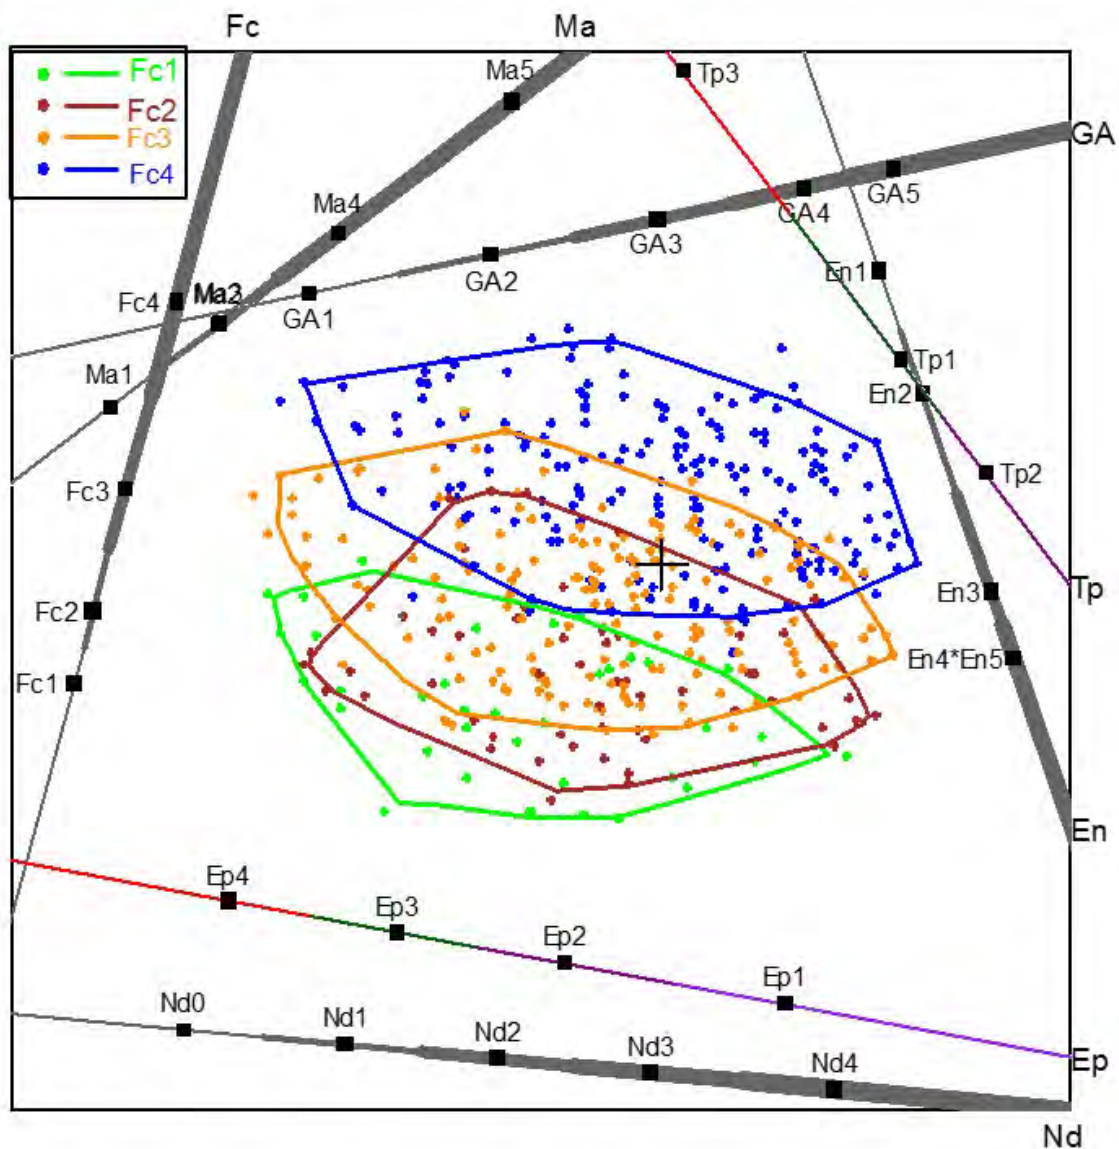 Fc
Ma
Fc1
Fc2
Fc3
Fc4
Ma5
Tp3
GA
GA5
GA4
GA3
Ma4
GA2
GA1
Fc4
Ma3
En1
Tp1
Ma1
En2
Tp2
Fc3
Tp
En3
Fc2
En4*En5
Fc1
En
Ep4
Ep3
Ep2
Ep1
Nd0
Nd1
Nd2
Nd3
Nd4
Ep
Nd